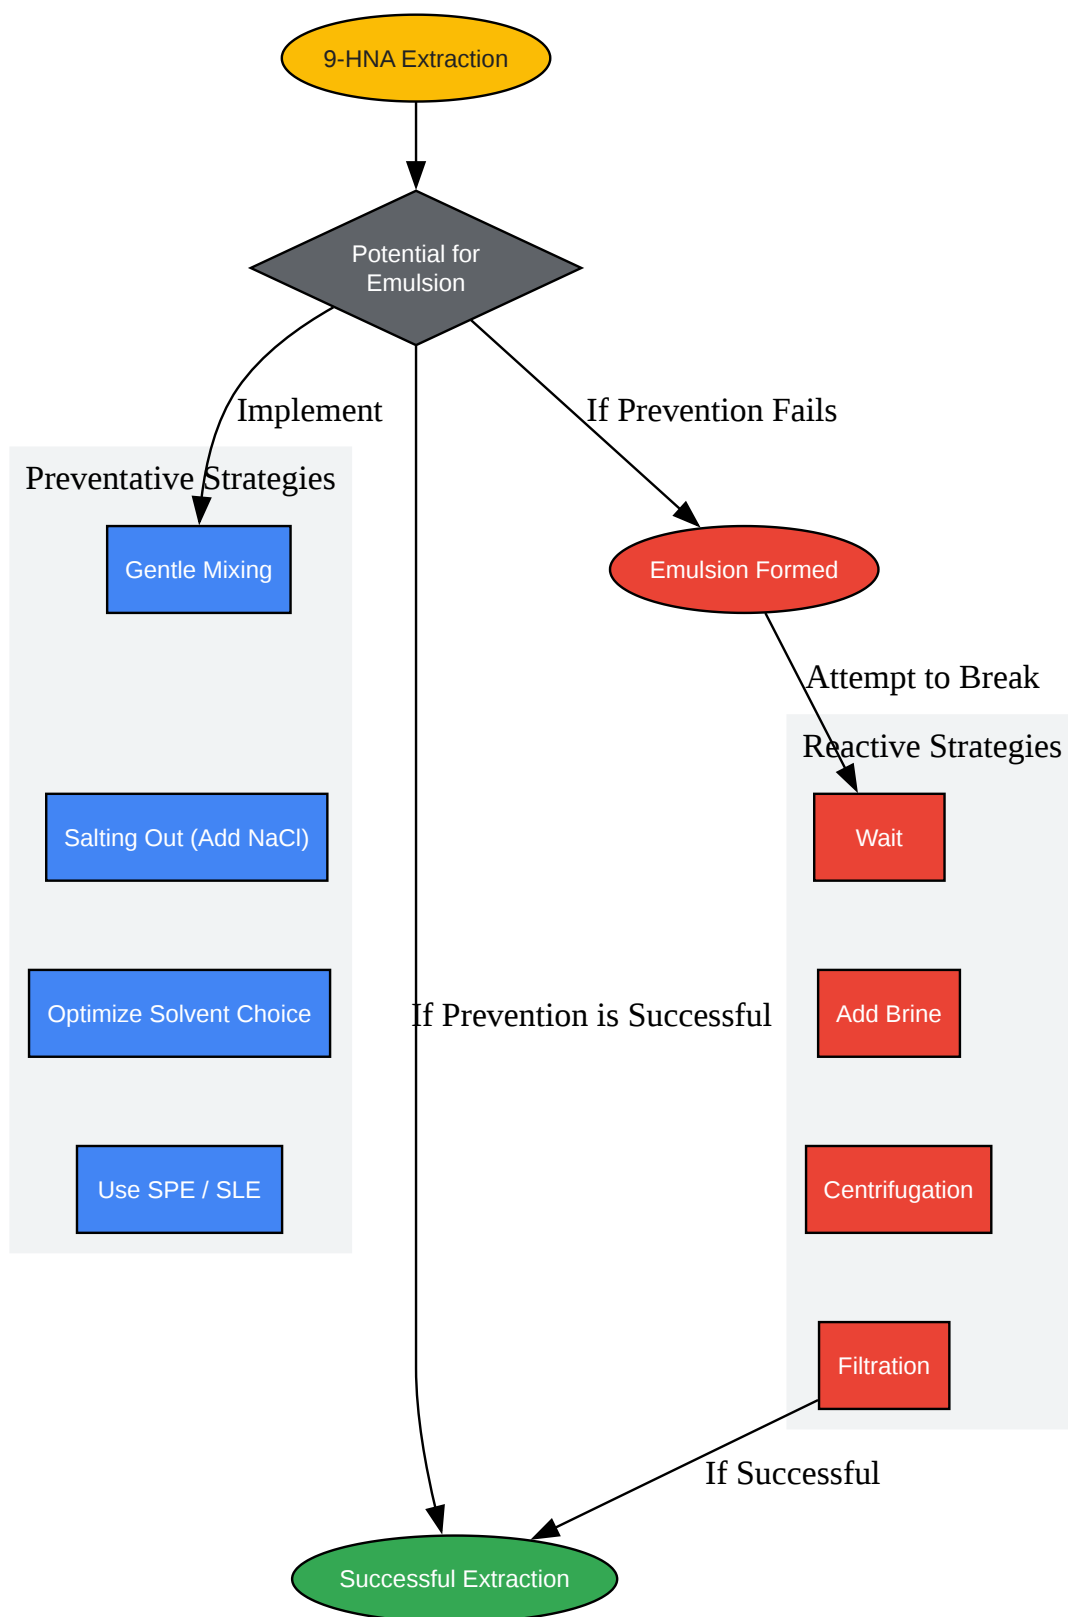 9-HNA Extraction
Potential for
Emulsion
Implement
If Prevention Fails
Preventative Strategies
Gentle Mixing
Emulsion Formed
Attempt to Break
Reactive Strategies
Salting Out (Add NaCl)
Wait
Optimize Solvent Choice
If Prevention is Successful
Add Brine
Use SPE / SLE
Centrifugation
Filtration
If Successful
Successful Extraction